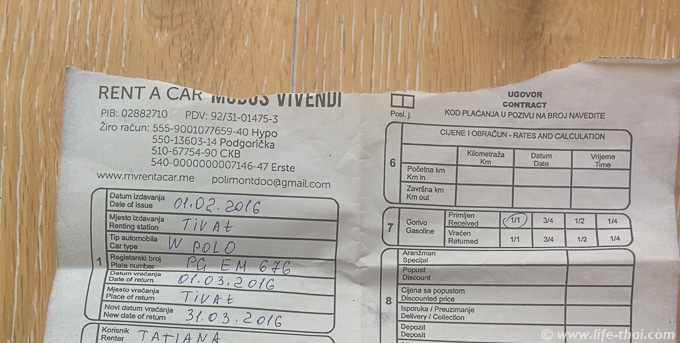 RENT A CAR MODUS VIVENDI
PIB: 02882710 PDV: 92/31-01475-3
Žiro račun: 555-9001077659-40 Hypo
550-13603-14 Podgorička
510-67754-90 CKB
540-0000000007146-47 Erste
www.mvrentacar.me polimontdoo@gmail.com
1
Datum izdavanja
Date of issue 01.02.2016
Mjesto izdavanja
Renting station TIVAT
Tip automobila
Car type W POLO
Registarski broj
Plate number PG EM 676
Datum vraćanja
Date of return 01.03.2016
Mjesto vraćanja
Place of return TIVAT
Novi datum vraćanja
New date of return 31.03.2016
Korisnik
Renter TATJANA
UGOVOR
CONTRACT
Posl. j. KOD PLAĆANJA U POZIVU NA BROJ NAVEDITE
6
CIJENE I OBRAČUN - RATES AND CALCULATION
Kilometraža
Km
Datum
Date
Vrijeme
Time
Početna km
Km in
Završna km
Km out
7
Gorivo
Gasoline
Primljen
Received 1/1 3/4 1/2 1/4
Vraćen
Returned 1/1 3/4 1/2 1/4
8
Aranžman
Specijal
Popust
Discount
Cijena sa popustom
Discounted price
Isporuka / Preuzimanje
Delivery / Collection
Depozit
Deposit
© www.life-thai.com